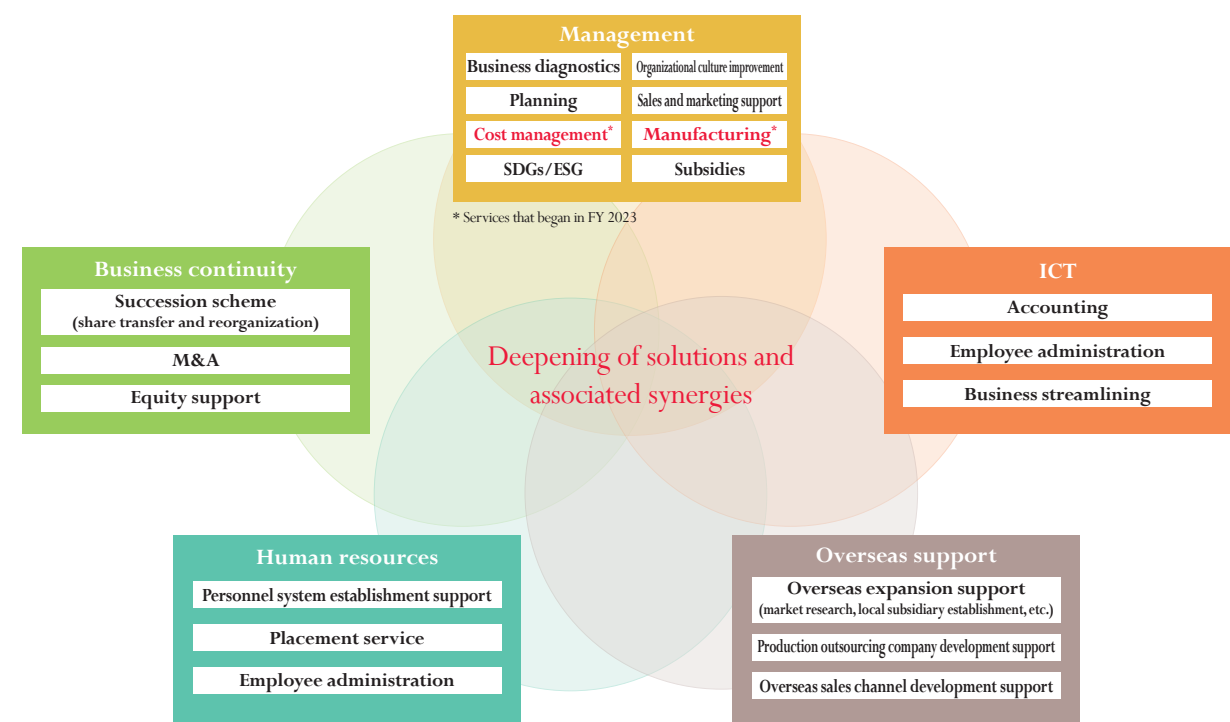 Management
Business diagnostics
Organizational culture improvement
Planning
Sales and marketing support
Cost management*
Manufacturing*
SDGs/ESG
Subsidies
* Services that began in FY 2023
Business continuity
Succession scheme
(share transfer and reorganization)
M&A
Equity support
ICT
Accounting
Employee administration
Business streamlining
Deepening of solutions and
associated synergies
Human resources
Personnel system establishment support
Placement service
Employee administration
Overseas support
Overseas expansion support
(market research, local subsidiary establishment, etc.)
Production outsourcing company development support
Overseas sales channel development support